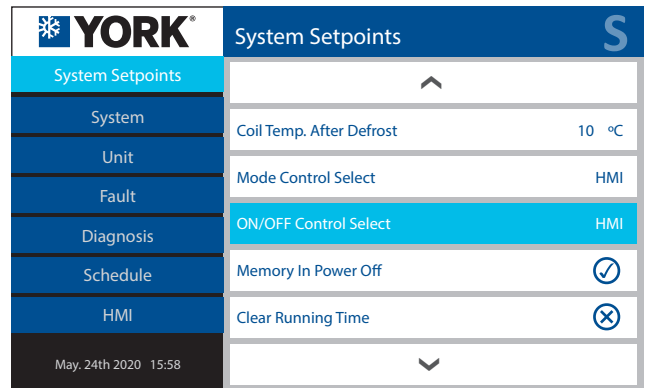 YORK®
System Setpoints
S
System Setpoints
System
Unit
Fault
Diagnosis
Schedule
HMI
May. 24th 2020 15:58
Coil Temp. After Defrost 10 ºC
Mode Control Select HMI
ON/OFF Control Select HMI
Memory In Power Off
Clear Running Time